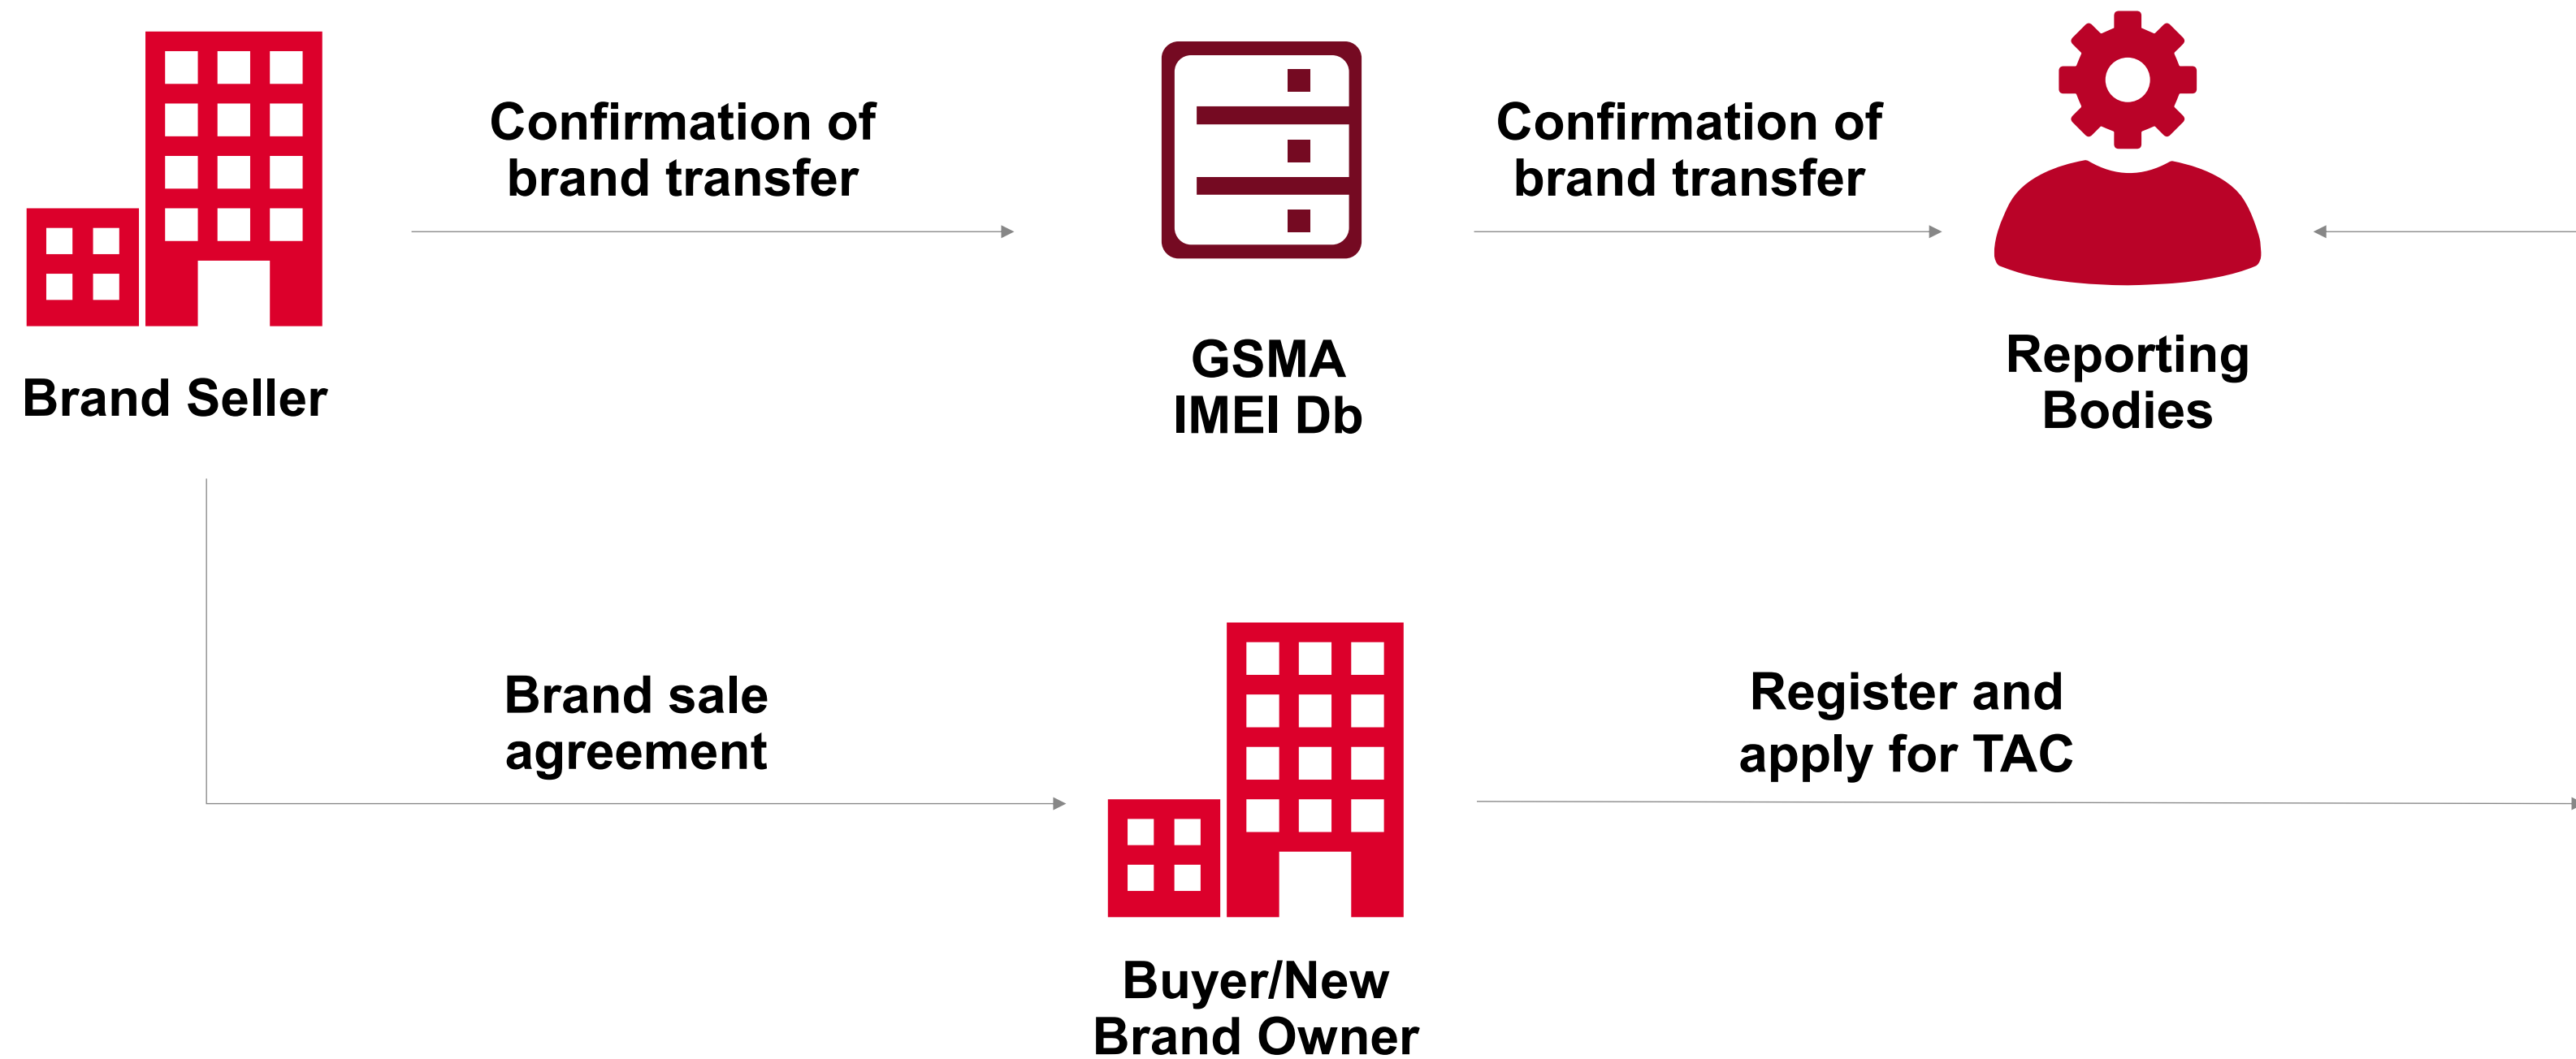 Confirmation of
brand transfer
Confirmation of
brand transfer
Brand Seller
GSMA
IMEI Db
Reporting
Bodies
Brand sale
agreement
Register and
apply for TAC
Buyer/New
Brand Owner